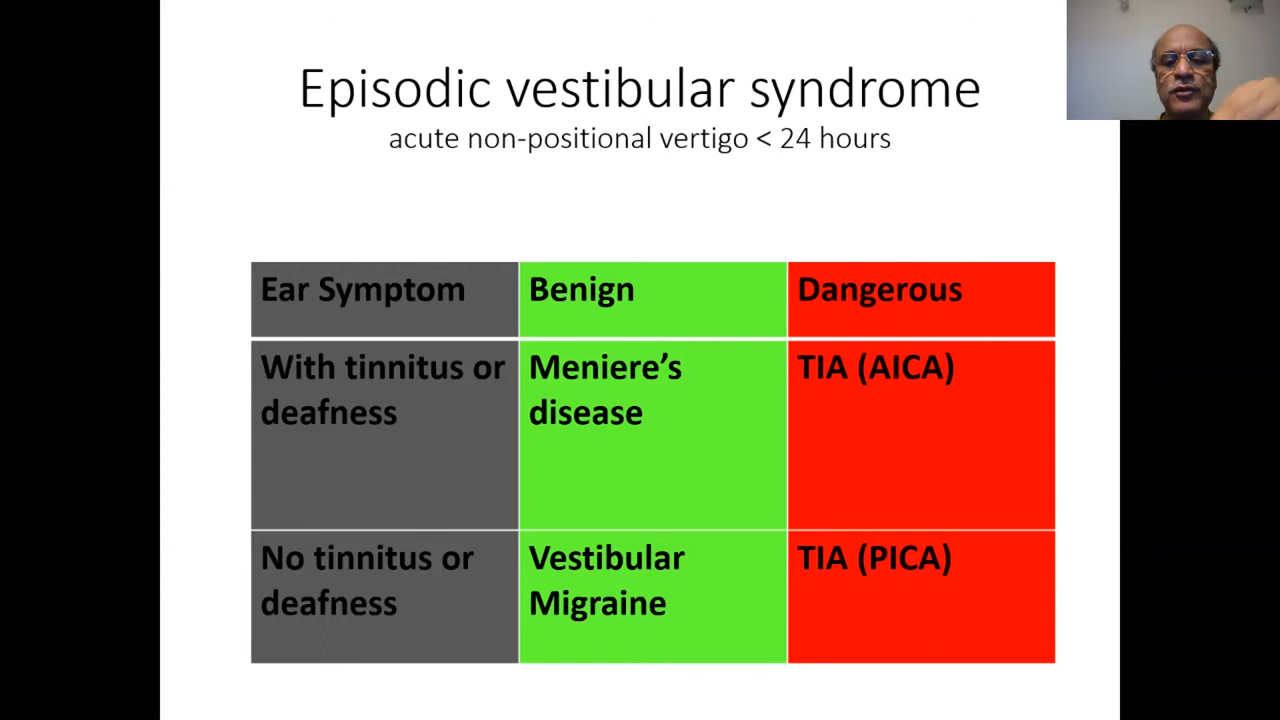 Episodic vestibular syndrome
acute non-positional vertigo < 24 hours
Ear Symptom
Benign
Dangerous
With tinnitus or
deafness
Meniere’s
disease
TIA (AICA)
No tinnitus or
deafness
Vestibular
Migraine
TIA (PICA)